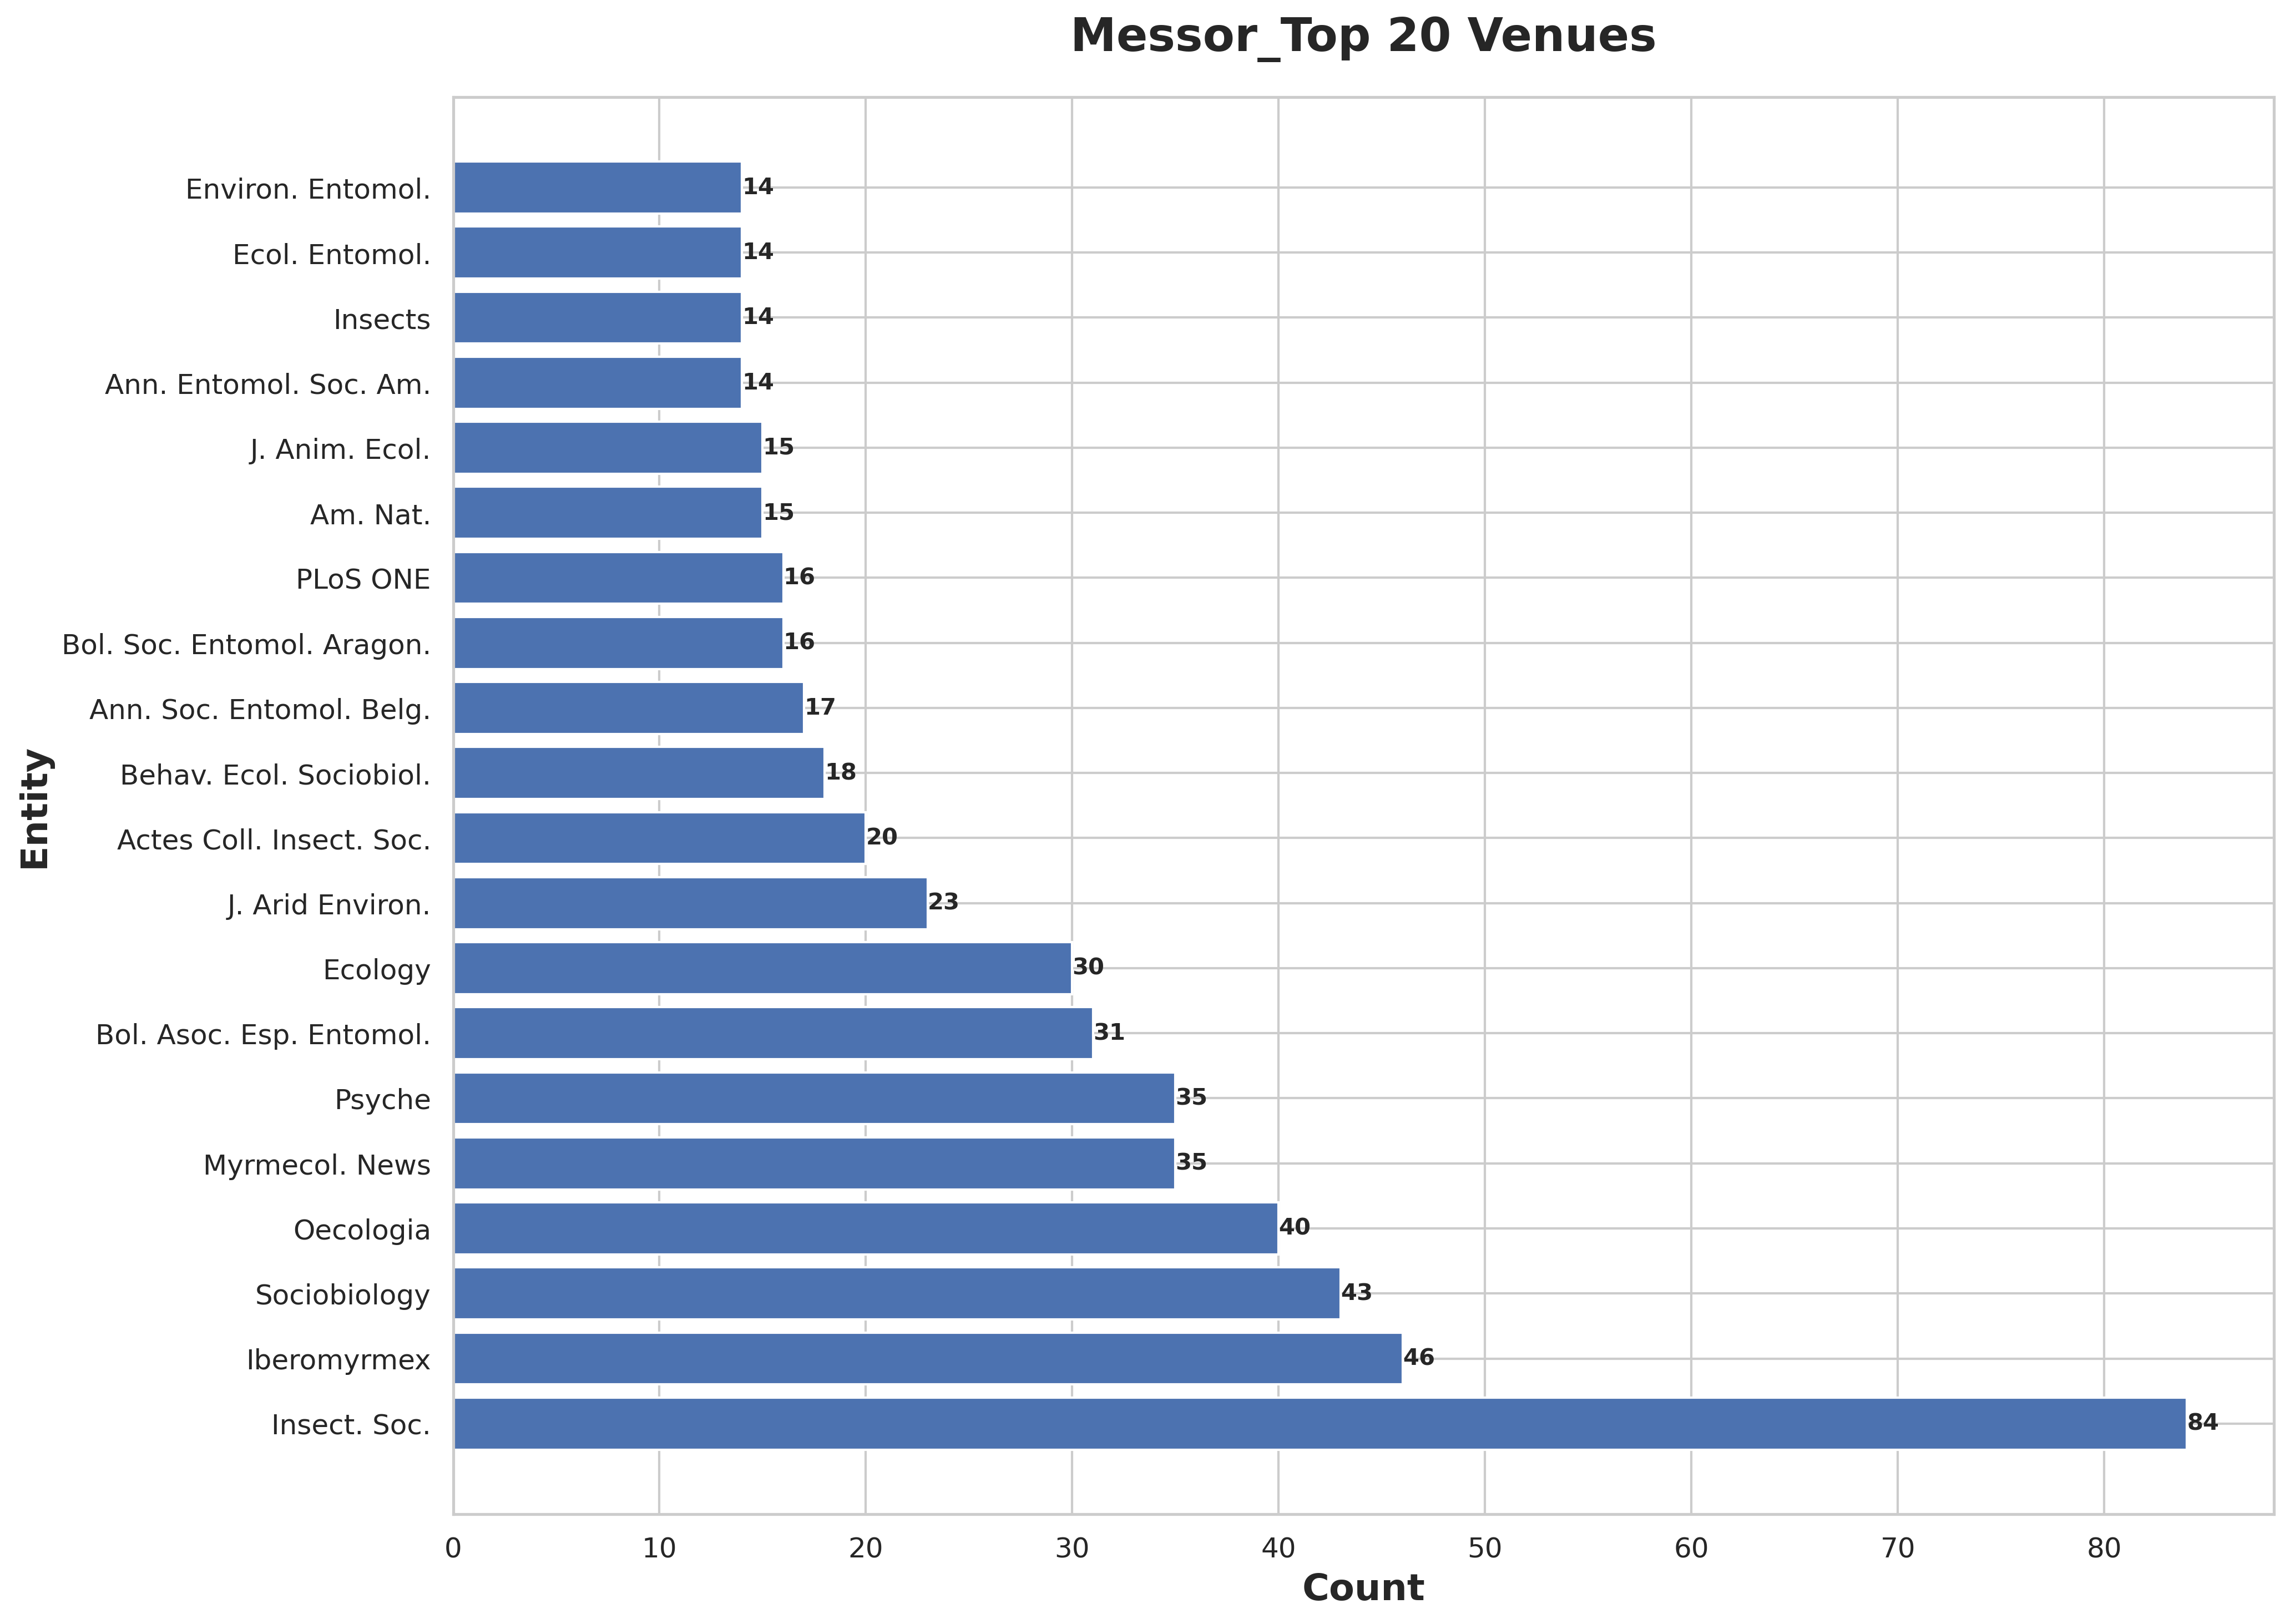 Messor_Top 20 Venues
Environ. Entomol. 14
Ecol. Entomol. 14
Insects 14
Ann. Entomol. Soc. Am. 14
J. Anim. Ecol. 15
Am. Nat. 15
PLoS ONE 16
Bol. Soc. Entomol. Aragon. 16
Ann. Soc. Entomol. Belg. 17
Behav. Ecol. Sociobiol. 18
Actes Coll. Insect. Soc. 20
J. Arid Environ. 23
Ecology 30
Bol. Asoc. Esp. Entomol. 31
Psyche 35
Myrmecol. News 35
Oecologia 40
Sociobiology 43
Iberomyrmex 46
Insect. Soc. 84
Entity
0 10 20 30 40 50 60 70 80
Count